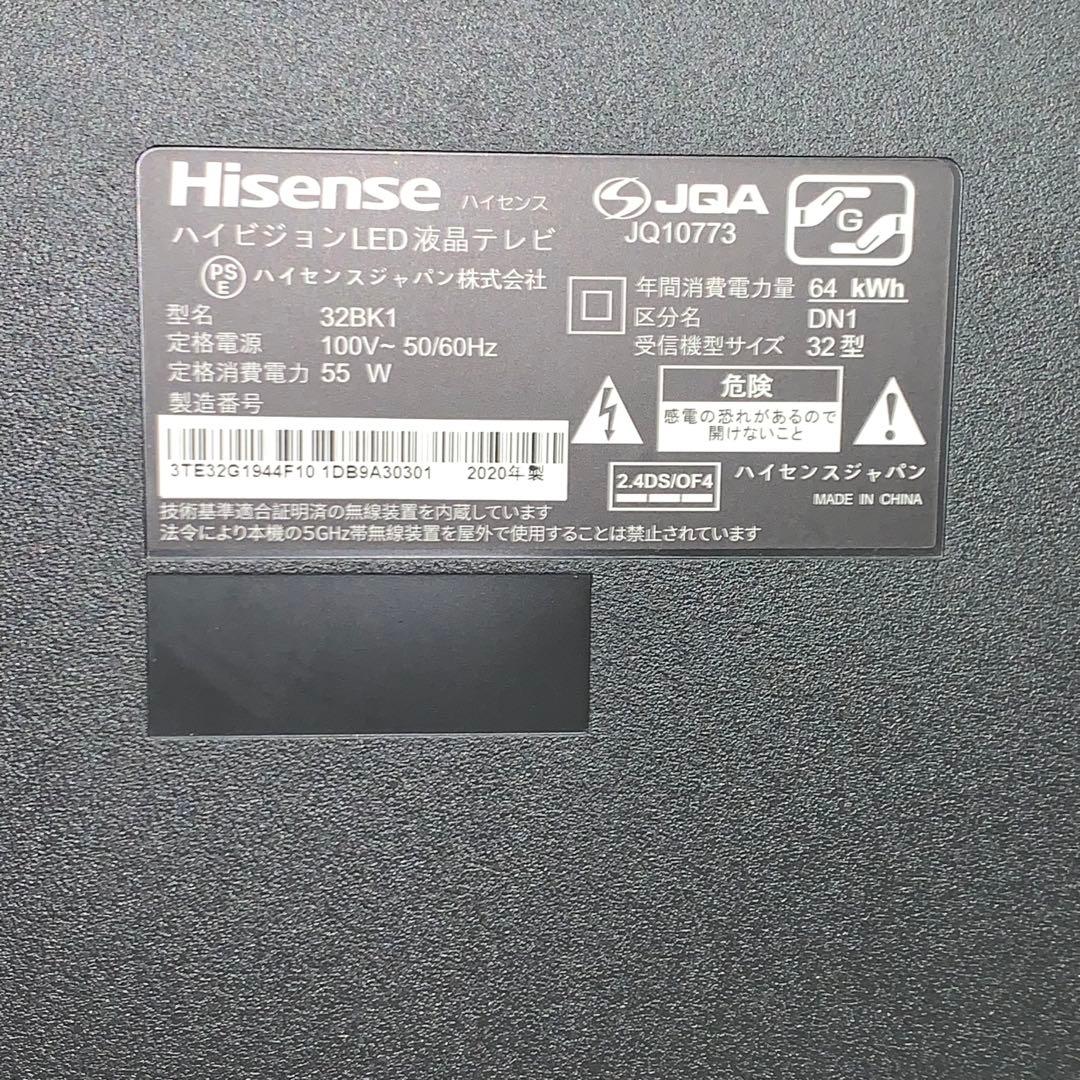 Hisense ハイセンス
ハイビジョンLED液晶テレビ
PSE ハイセンスジャパン株式会社
型名 32BK1
定格電源 100V~ 50/60Hz
定格消費電力 55 W
製造番号
3TE32G1944F10 1DB9A30301 2020年 製
JQA
JQ10773
G
年間消費電力量 64 kWh
区分名 DN1
受信機型サイズ 32型
危険
感電の恐れがあるので
開けないこと
2.4DS/OF4
ハイセンスジャパン
MADE IN CHINA
技術基準適合証明済の無線装置を内蔵しています
法令により本機の5GHz帯無線装置を屋外で使用することは禁止されています